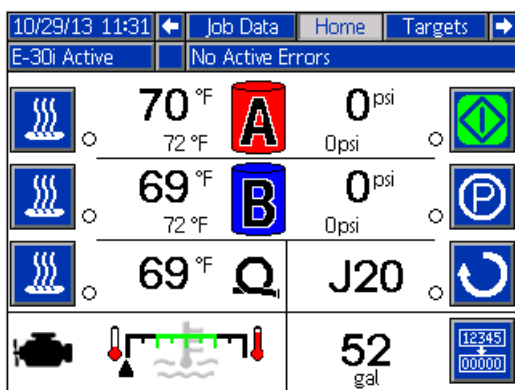 10/29/13 11:31 Job Data Home Targets
E-30i Active No Active Errors
70 °F A 0 psi
72 °F 0psi
69 °F B 0 psi
72 °F 0psi
69 °F J20
P
52
gal
12345
00000